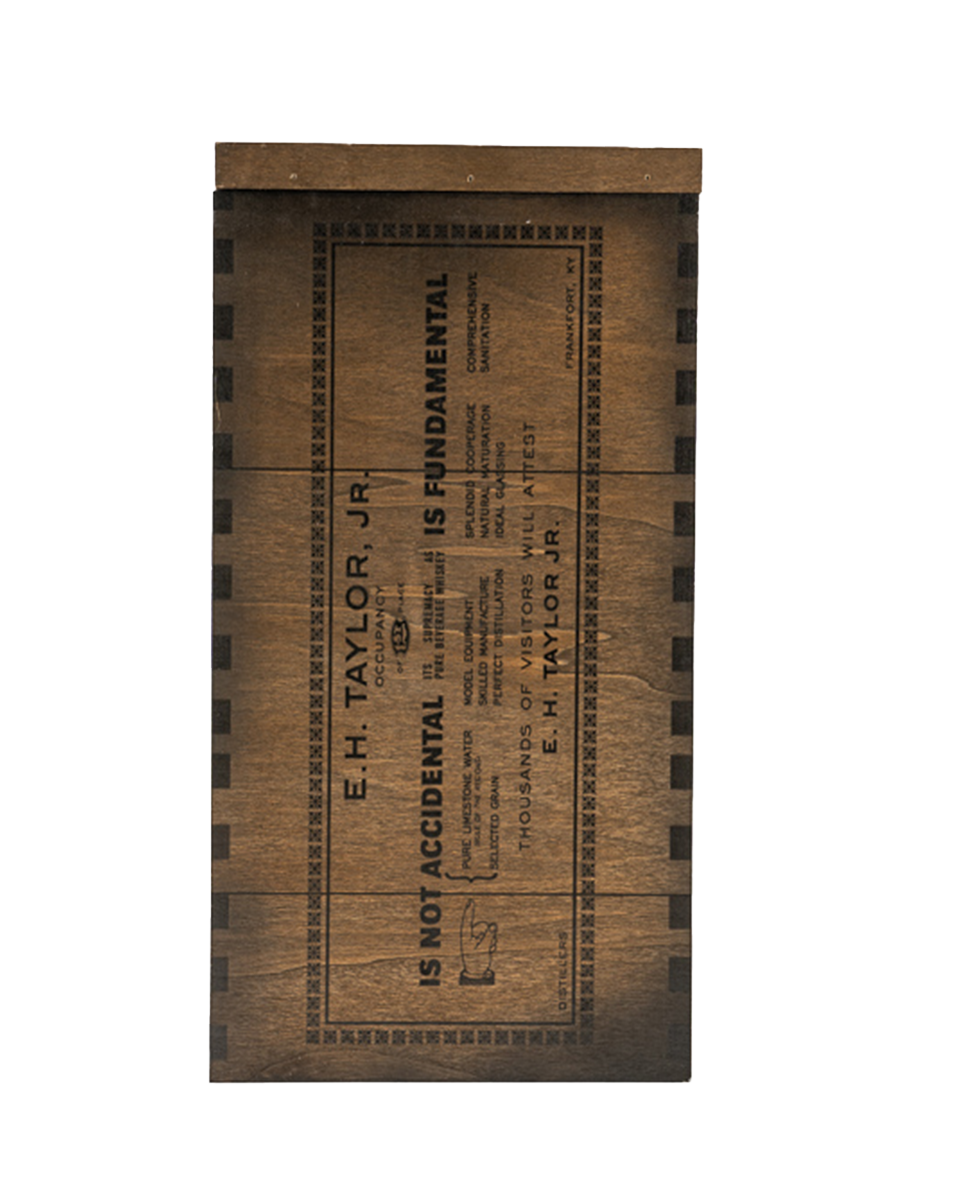 E.H. TAYLOR, JR.
OCCUPANCY
OF 1ST PLACE
IS NOT ACCIDENTAL ITS SUPREMACY AS PURE BEVERAGE WHISKEY IS FUNDAMENTAL
PURE LIMESTONE WATER
SELECTED GRAIN
MODEL EQUIPMENT
SKILLED MANUFACTURE
PERFECT DISTILLATION
SPLENDID COOPERAGE
NATURAL MATURATION
IDEAL GLASSING
COMPREHENSIVE
SANITATION
THOUSANDS OF VISITORS WILL ATTEST
E. H. TAYLOR JR.
DISTILLERS FRANKFORT, KY